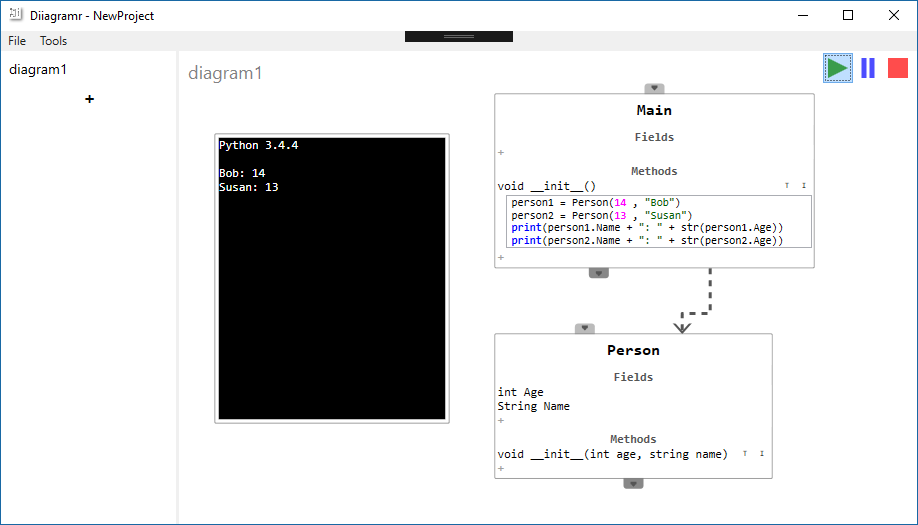 Diiagramr - NewProject
File Tools
diagram1
+
diagram1
Python 3.4.4
Bob: 14
Susan: 13
Main
Fields
+
Methods
void __init__() T I
person1 = Person(14 , "Bob")
person2 = Person(13 , "Susan")
print(person1.Name + ": " + str(person1.Age))
print(person2.Name + ": " + str(person2.Age))
+
Person
Fields
int Age
String Name
+
Methods
void __init__(int age, string name) T I
+